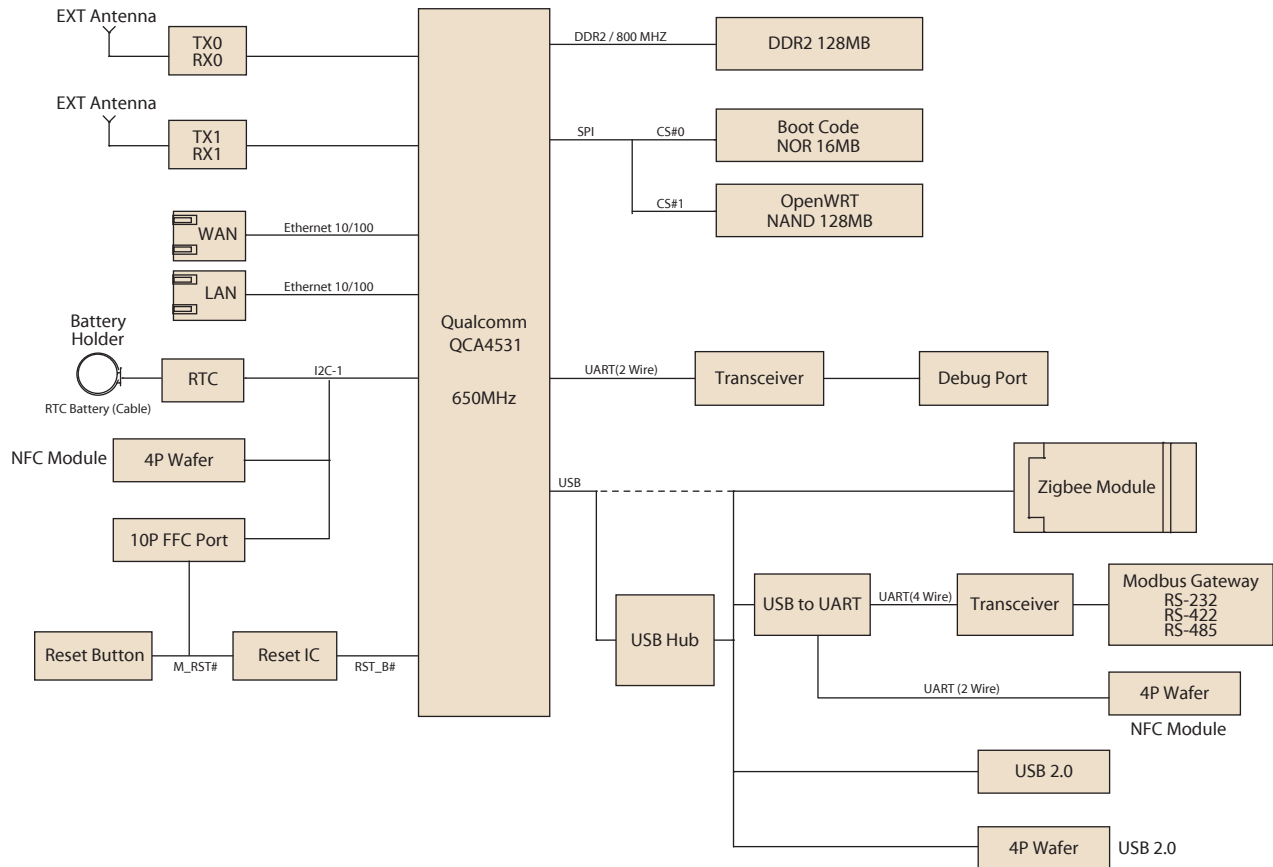 EXT Antenna
TX0
RX0
EXT Antenna
TX1
RX1
WAN
Ethernet 10/100
LAN
Ethernet 10/100
Battery
Holder
RTC Battery (Cable)
RTC
I2C-1
NFC Module
4P Wafer
10P FFC Port
Reset Button
M_RST#
Reset IC
RST_B#
Qualcomm
QCA4531
650MHz
DDR2 / 800 MHZ
DDR2 128MB
SPI
CS#0
Boot Code
NOR 16MB
CS#1
OpenWRT
NAND 128MB
UART(2 Wire)
Transceiver
Debug Port
USB
Zigbee Module
USB Hub
USB to UART
UART(4 Wire)
Transceiver
Modbus Gateway
RS-232
RS-422
RS-485
UART (2 Wire)
4P Wafer
NFC Module
USB 2.0
4P Wafer
USB 2.0